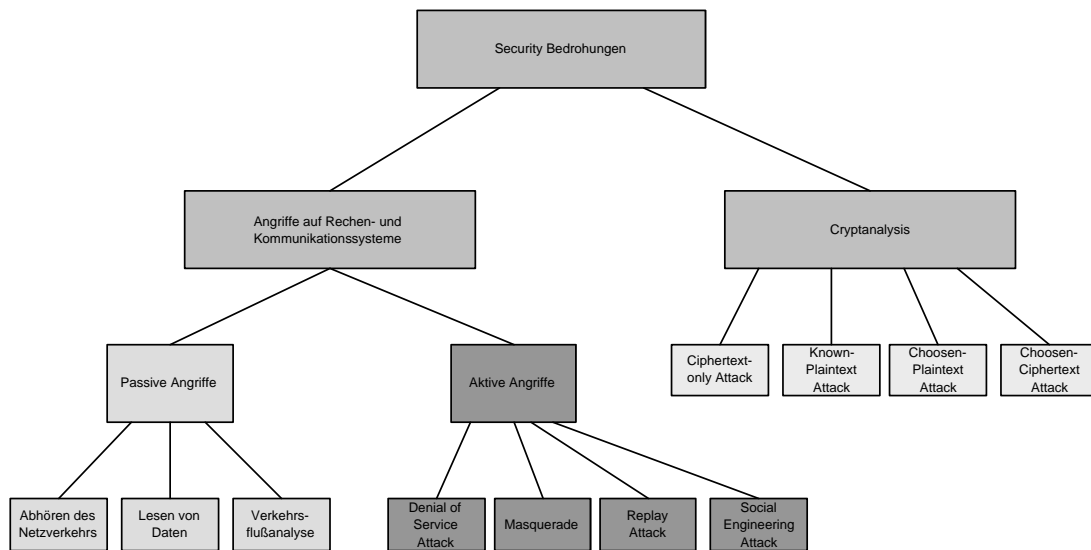 Security Bedrohungen
Angriffe auf Rechen- und
Kommunikationssysteme
Cryptanalysis
Passive Angriffe
Aktive Angriffe
Ciphertext-
only Attack
Known-
Plaintext
Attack
Choosen-
Plaintext
Attack
Choosen-
Ciphertext
Attack
Abhören des
Netzverkehrs
Lesen von
Daten
Verkehrs-
flußanalyse
Denial of
Service
Attack
Masquerade
Replay
Attack
Social
Engineering
Attack